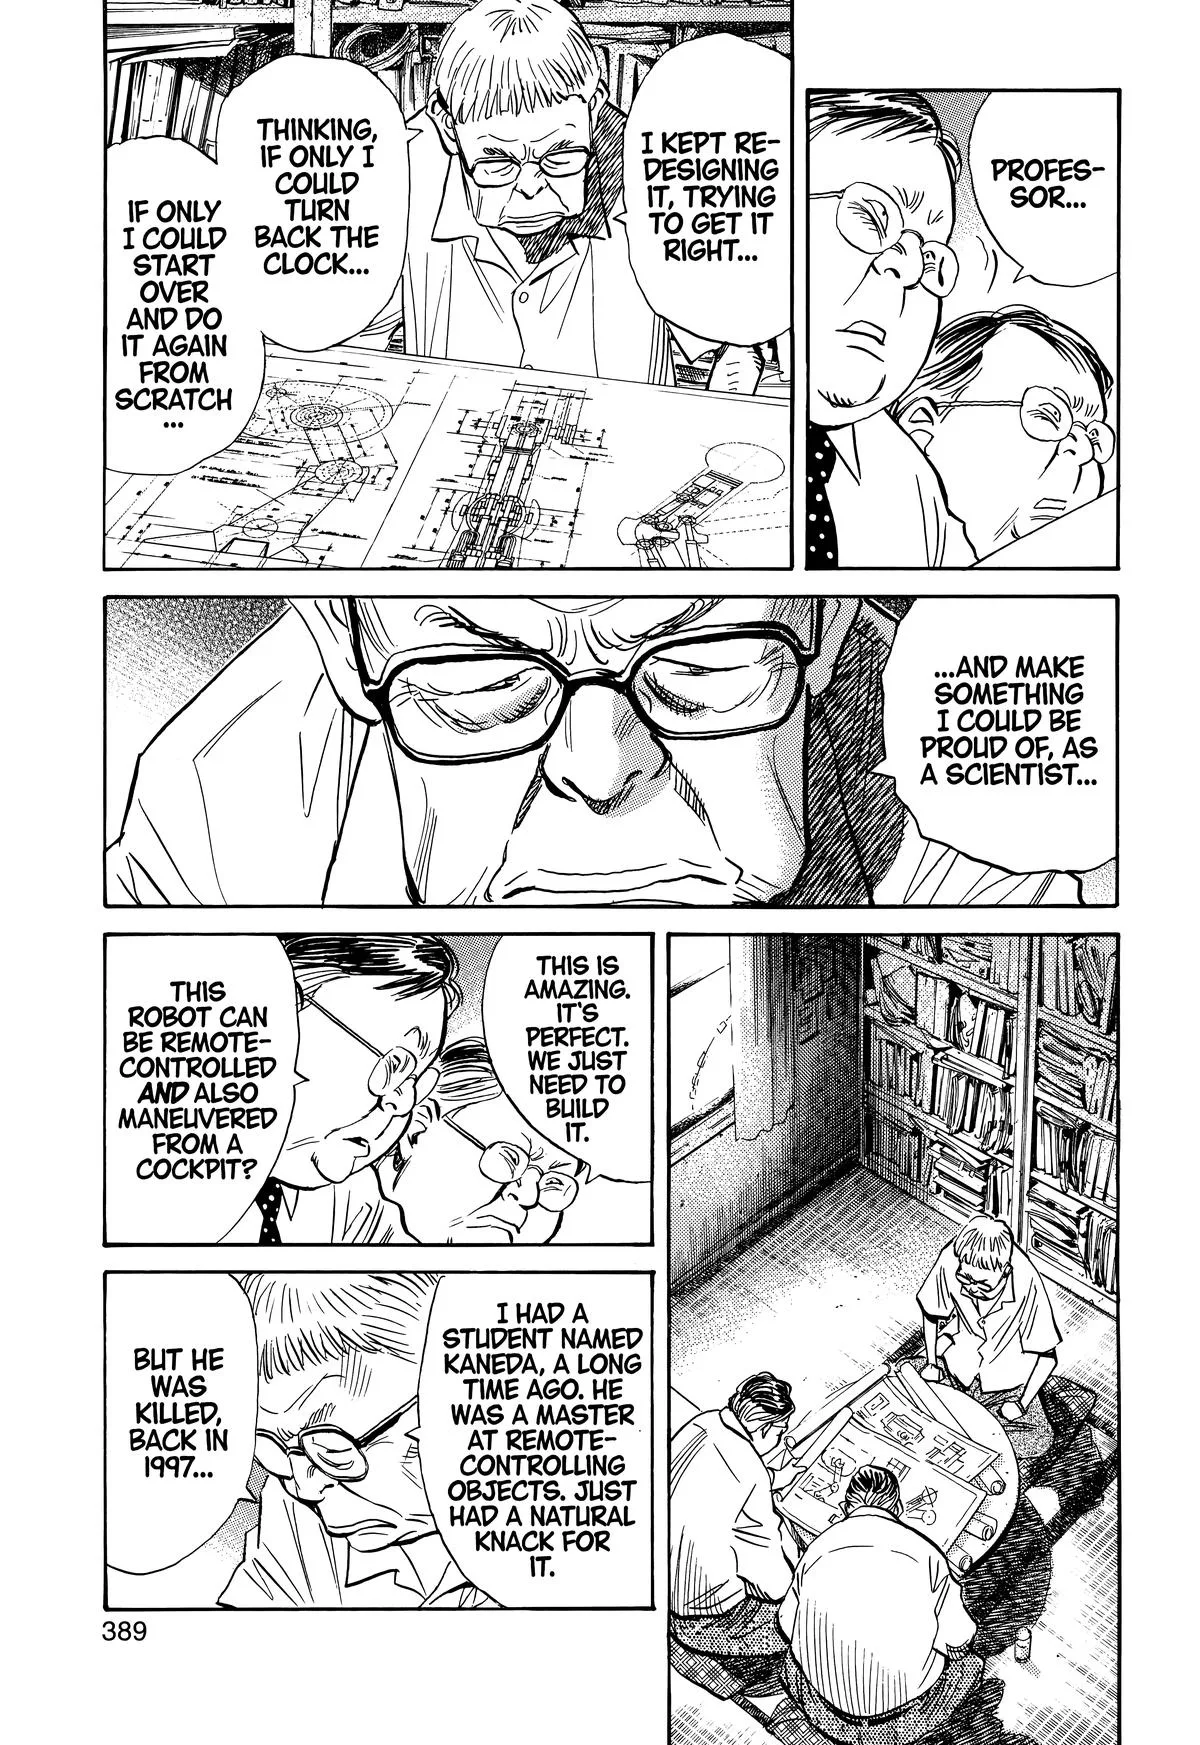 PROFES-
SOR...
I KEPT RE-
DESIGNING
IT, TRYING
TO GET IT
RIGHT...
THINKING,
IF ONLY I
COULD
TURN
BACK THE
CLOCK...
IF ONLY
I COULD
START
OVER
AND DO
IT AGAIN
FROM
SCRATCH
...
...AND MAKE
SOMETHING
I COULD BE
PROUD OF, AS
A SCIENTIST...
THIS IS
AMAZING.
IT'S
PERFECT.
WE JUST
NEED TO
BUILD
IT.
THIS
ROBOT CAN
BE REMOTE-
CONTROLLED
AND ALSO
MANEUVERED
FROM A
COCKPIT?
I HAD A
STUDENT NAMED
KANEDA, A LONG
TIME AGO. HE
WAS A MASTER
AT REMOTE-
CONTROLLING
OBJECTS. JUST
HAD A NATURAL
KNACK FOR
IT.
BUT HE
WAS
KILLED,
BACK IN
1997...
389